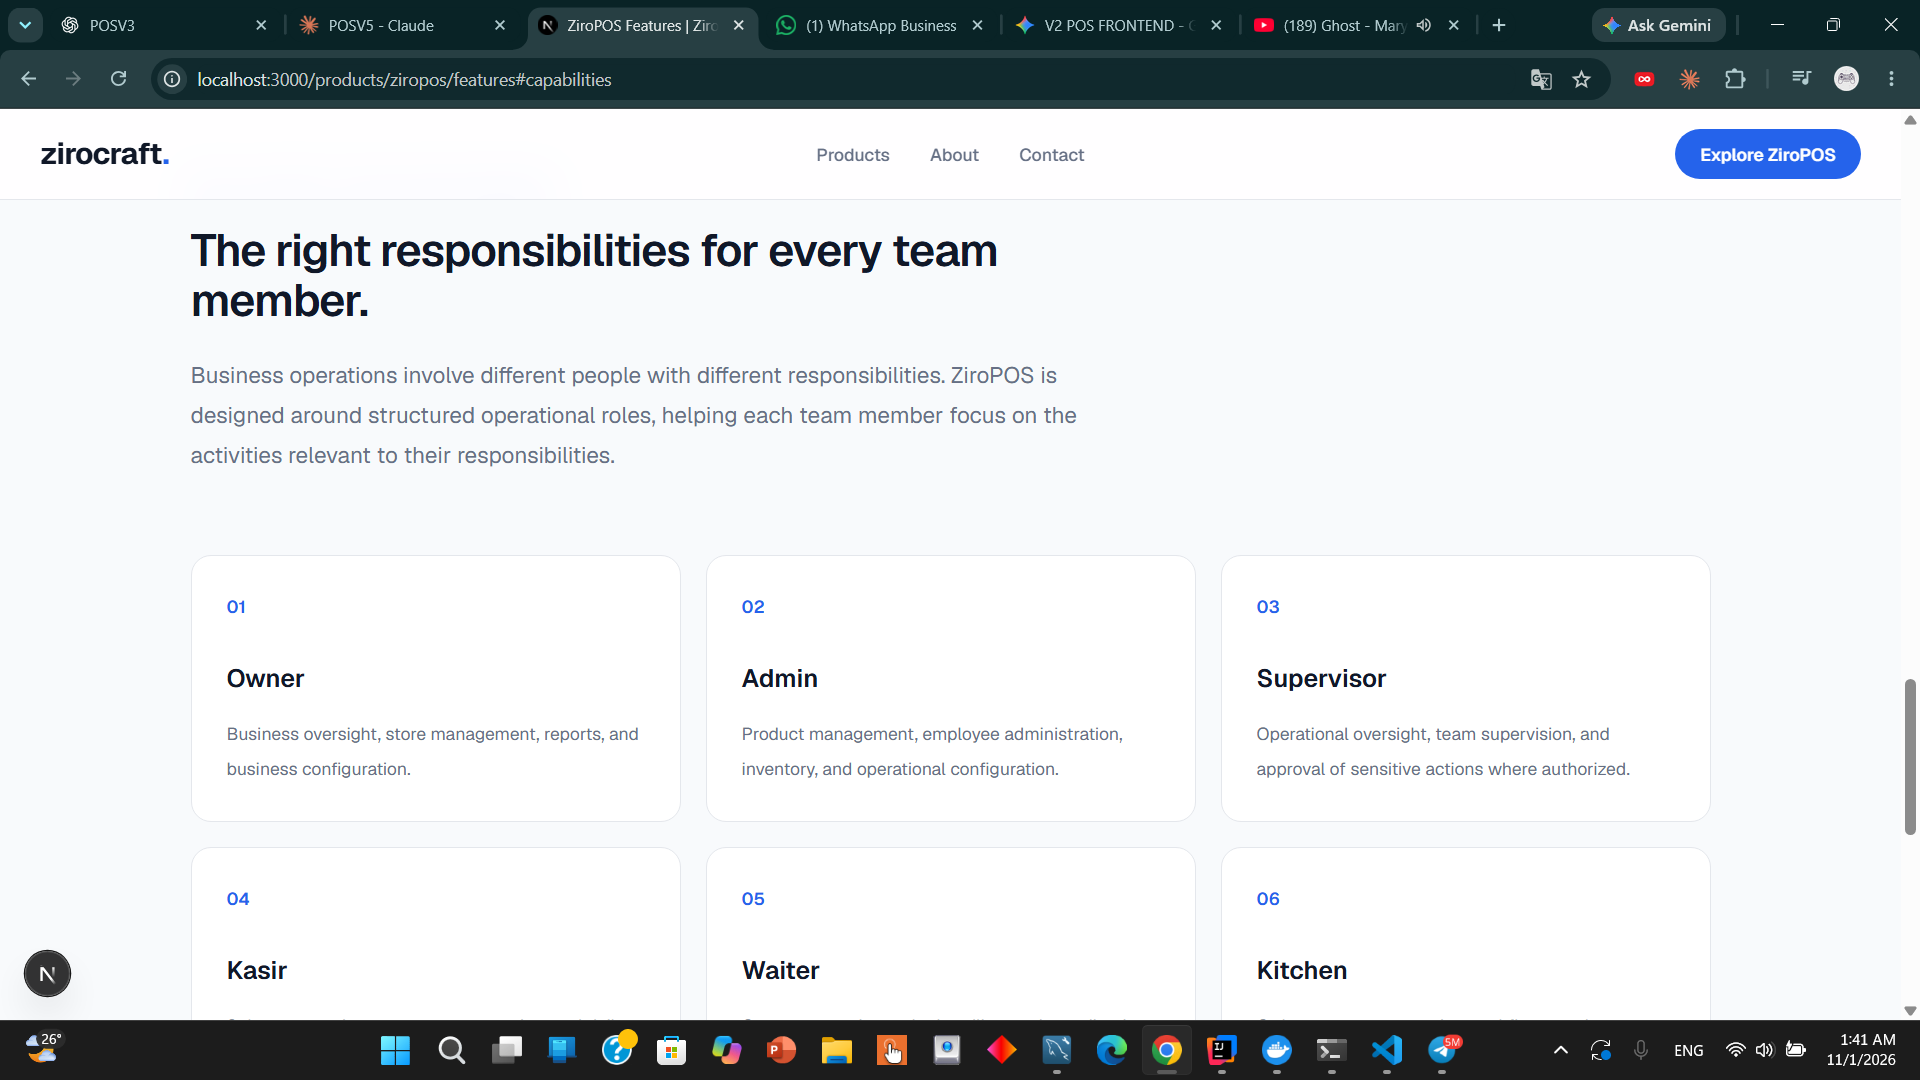 POSV3
POSV5 - Claude
ZiroPOS Features | Ziro
(1) WhatsApp Business
V2 POS FRONTEND -
(189) Ghost - Mary
Ask Gemini
localhost:3000/products/ziropos/features#capabilities
zirocraft.
Products
About
Contact
Explore ZiroPOS
The right responsibilities for every team
member.
Business operations involve different people with different responsibilities. ZiroPOS is
designed around structured operational roles, helping each team member focus on the
activities relevant to their responsibilities.
01
Owner
Business oversight, store management, reports, and
business configuration.
02
Admin
Product management, employee administration,
inventory, and operational configuration.
03
Supervisor
Operational oversight, team supervision, and
approval of sensitive actions where authorized.
04
Kasir
05
Waiter
06
Kitchen
N
26°
5M
ENG
1:41 AM
11/1/2026